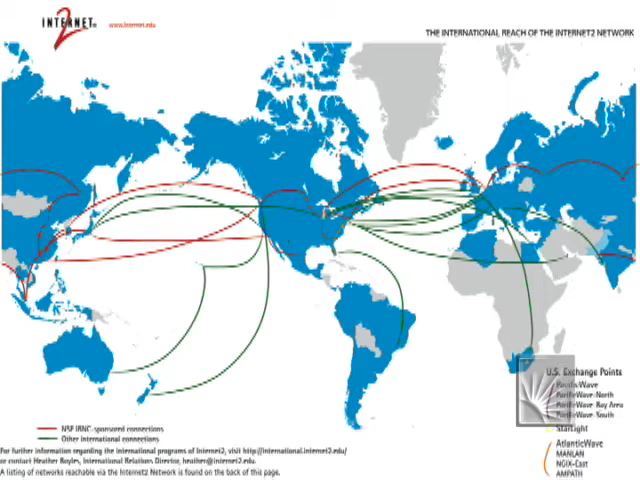 INTERNET
2
www.internet2.edu
THE INTERNATIONAL REACH OF THE INTERNET2 NETWORK
U.S. Exchange Points
PacificWave
PacificWave-North
PacificWave-Bay Area
PacificWave-South
StarLight
AtlanticWave
MANLAN
NGIX-East
AMPATH
NSF IRNC-sponsored connections
Other international connections
For further information regarding the international programs of Internet2, visit http://international.internet2.edu/
or contact Heather Boyles, International Relations Director, heather@internet2.edu.
A listing of networks reachable via the Internet2 Network is found on the back of this page.